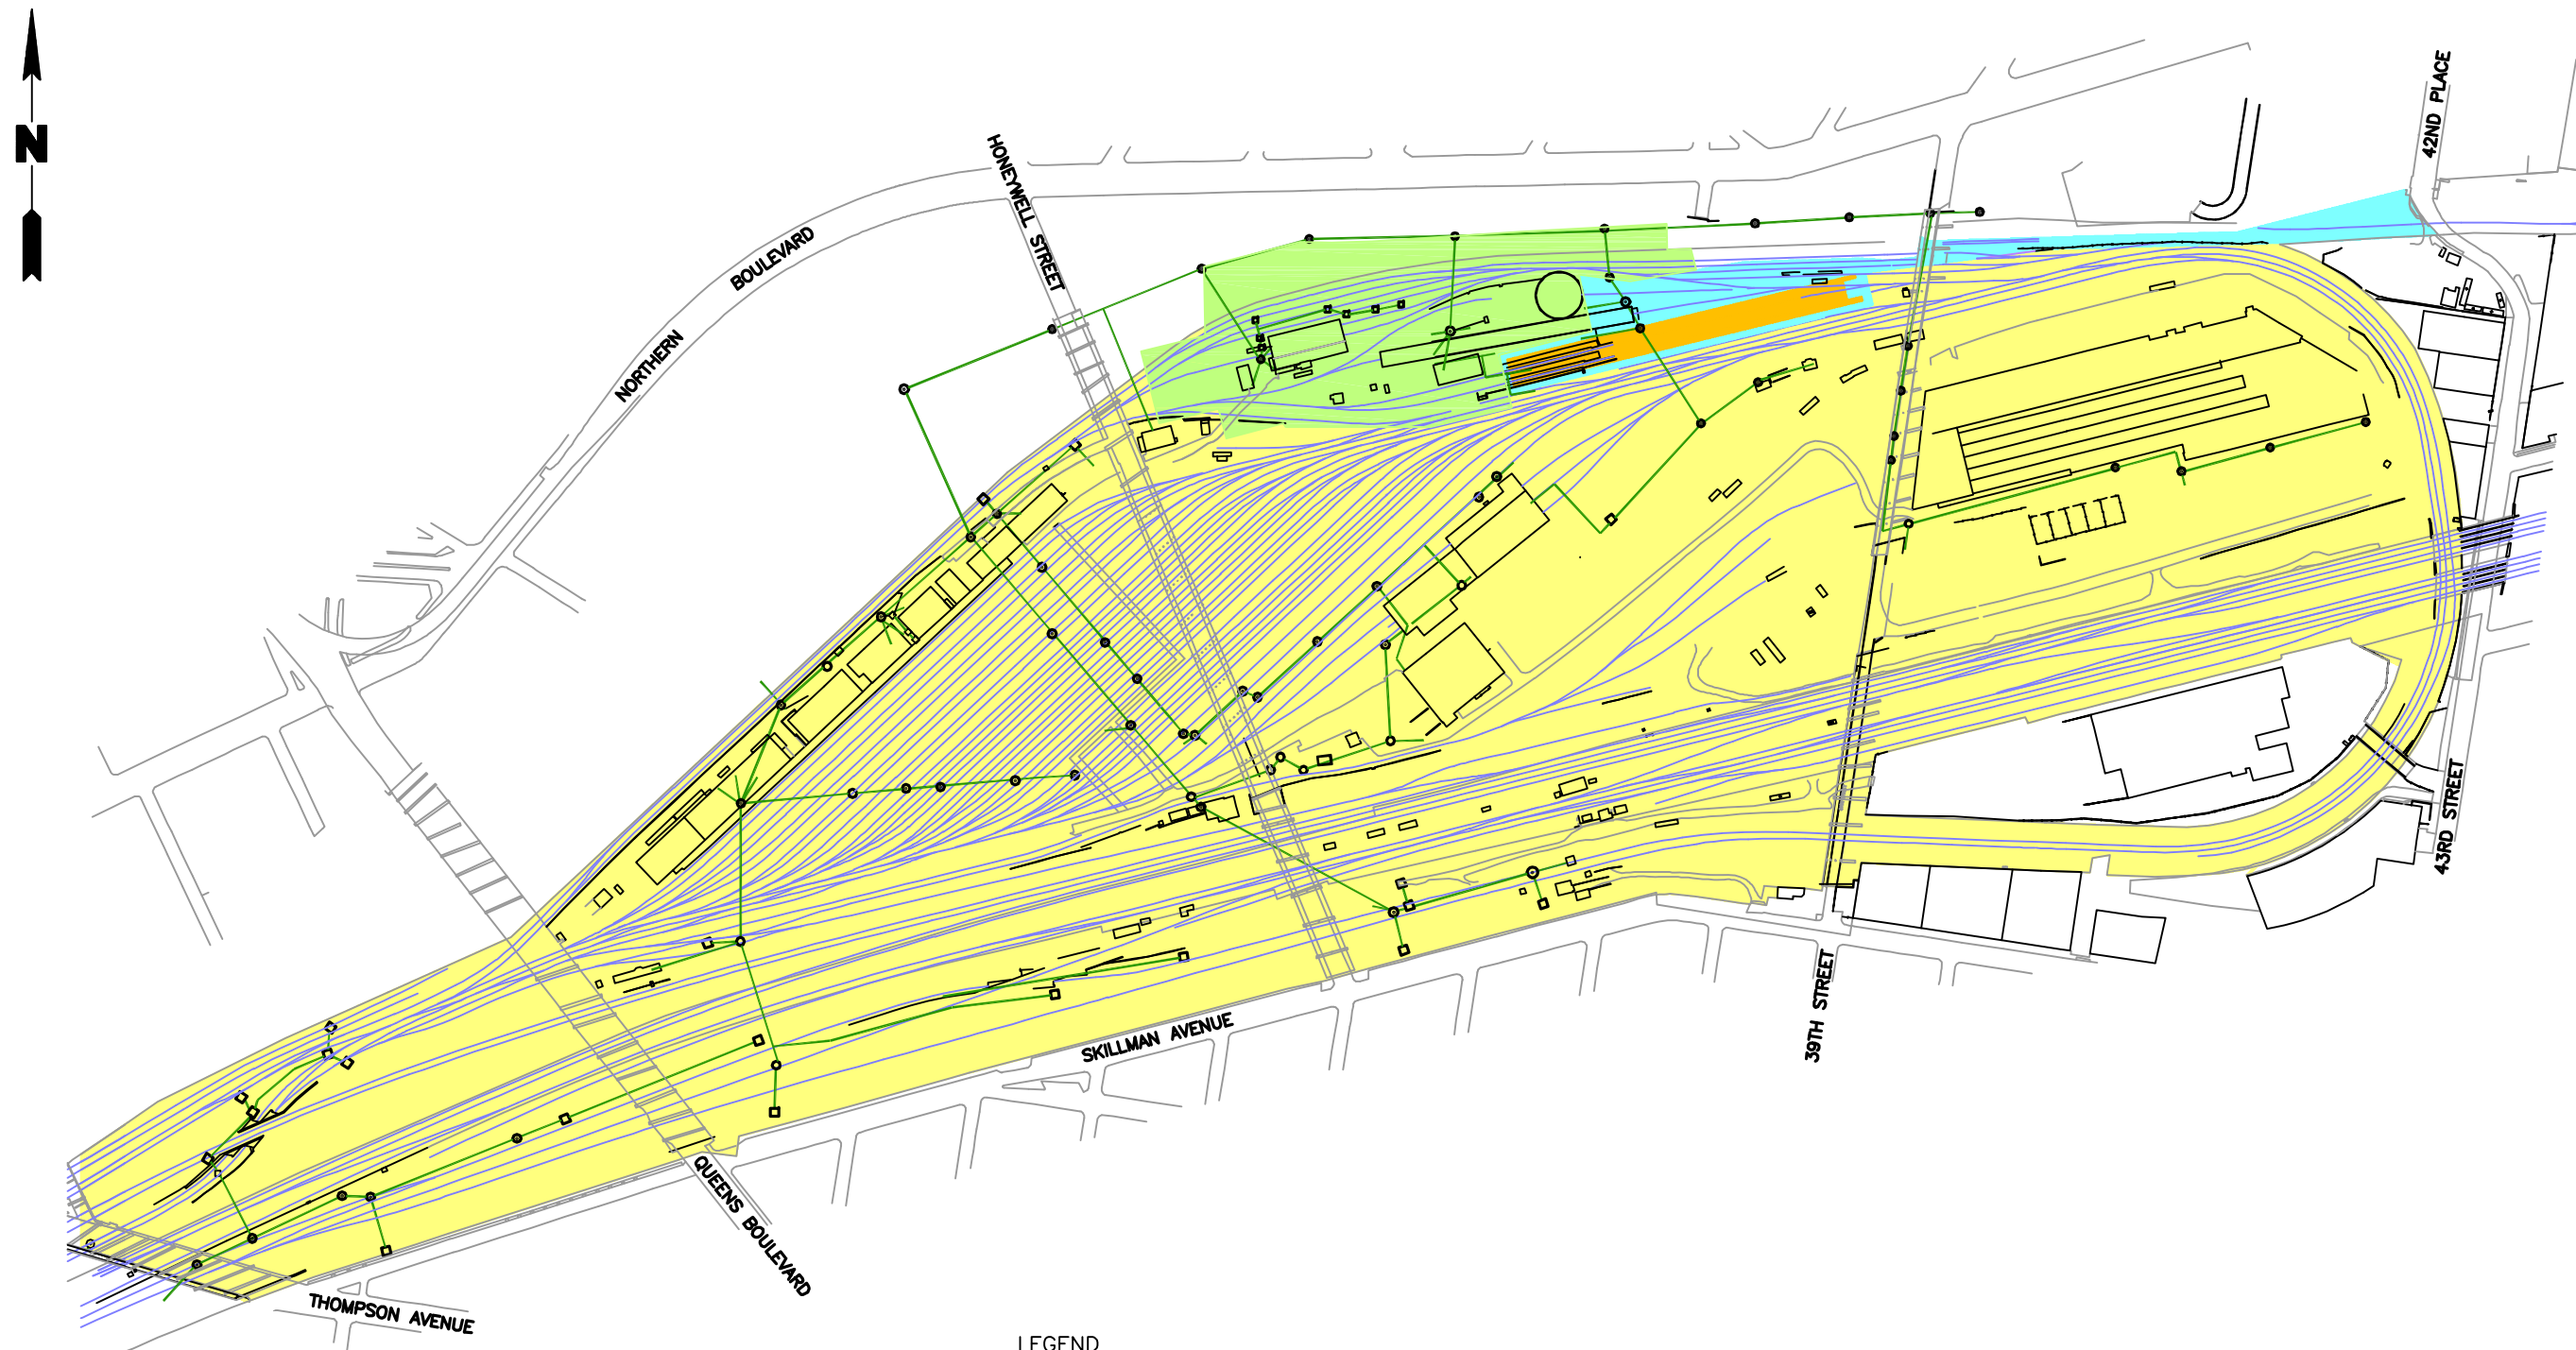 N
42ND PLACE
HONEYWELL STREET
NORTHERN BOULEVARD
43RD STREET
39TH STREET
SKILLMAN AVENUE
QUEENS BOULEVARD
THOMPSON AVENUE
LEGEND